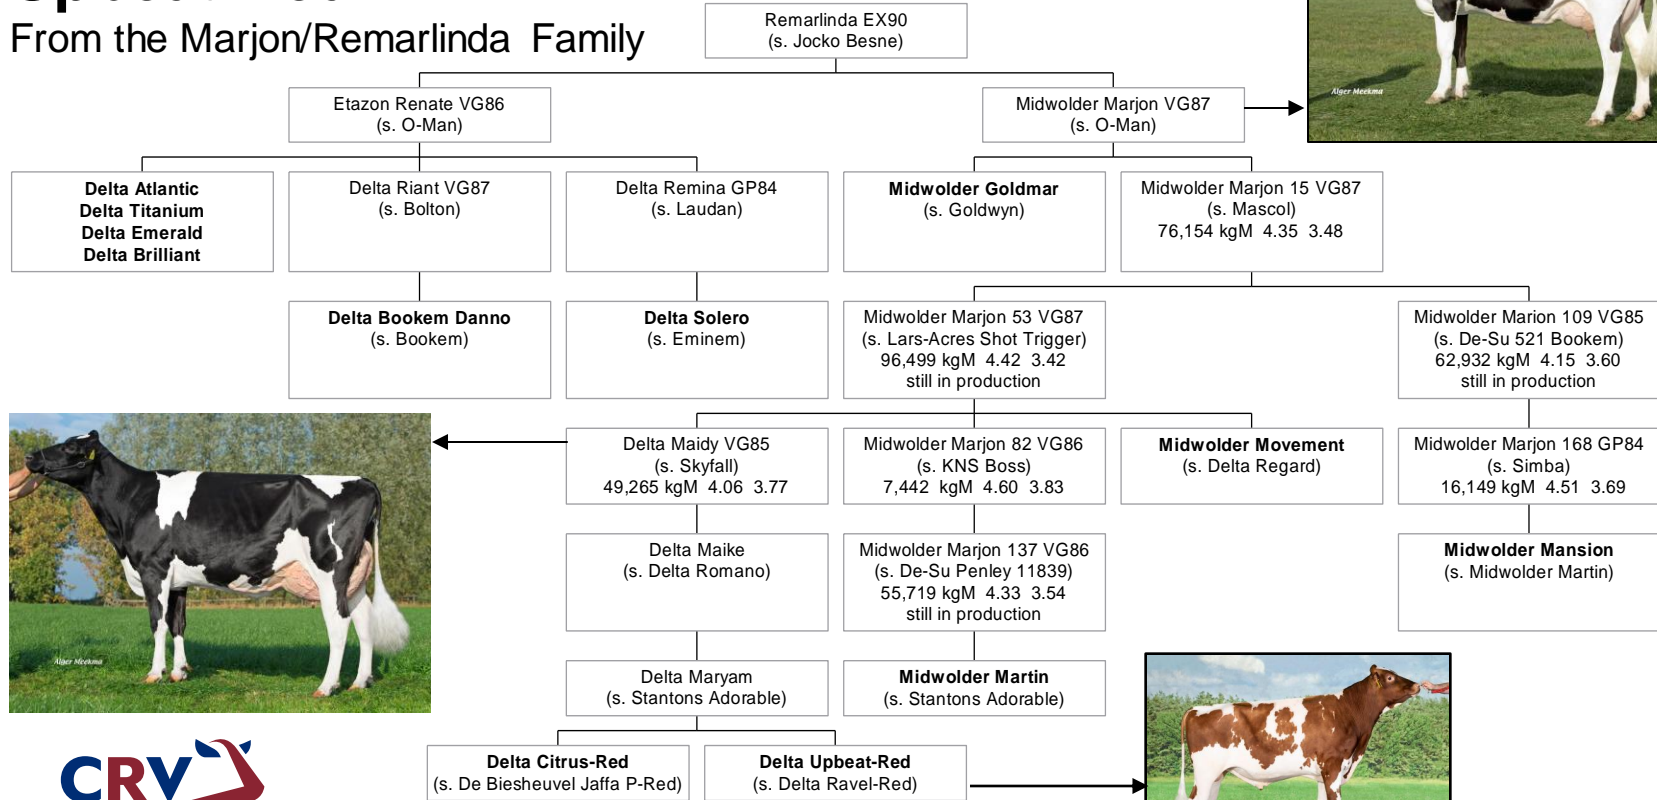 From the Marjon/Remarlinda Family
Remarlinda EX90
(s. Jocko Besne)
Etazon Renate VG86
(s. O-Man)
Midwolder Marjon VG87
(s. O-Man)
Alger Meekma
Delta Atlantic
Delta Titanium
Delta Emerald
Delta Brilliant
Delta Riant VG87
(s. Bolton)
Delta Remina GP84
(s. Laudan)
Midwolder Goldmar
(s. Goldwyn)
Midwolder Marjon 15 VG87
(s. Mascol)
76,154 kgM 4.35 3.48
Delta Bookem Danno
(s. Bookem)
Delta Solero
(s. Eminem)
Midwolder Marjon 53 VG87
(s. Lars-Acres Shot Trigger)
96,499 kgM 4.42 3.42
still in production
Midwolder Marion 109 VG85
(s. De-Su 521 Bookem)
62,932 kgM 4.15 3.60
still in production
Delta Maidy VG85
(s. Skyfall)
49,265 kgM 4.06 3.77
Midwolder Marjon 82 VG86
(s. KNS Boss)
7,442 kgM 4.60 3.83
Midwolder Movement
(s. Delta Regard)
Midwolder Marjon 168 GP84
(s. Simba)
16,149 kgM 4.51 3.69
Delta Maike
(s. Delta Romano)
Midwolder Marjon 137 VG86
(s. De-Su Penley 11839)
55,719 kgM 4.33 3.54
still in production
Midwolder Mansion
(s. Midwolder Martin)
Alger Meekma
Delta Maryam
(s. Stantons Adorable)
Midwolder Martin
(s. Stantons Adorable)
Delta Citrus-Red
(s. De Biesheuvel Jaffa P-Red)
Delta Upbeat-Red
(s. Delta Ravel-Red)
CRV